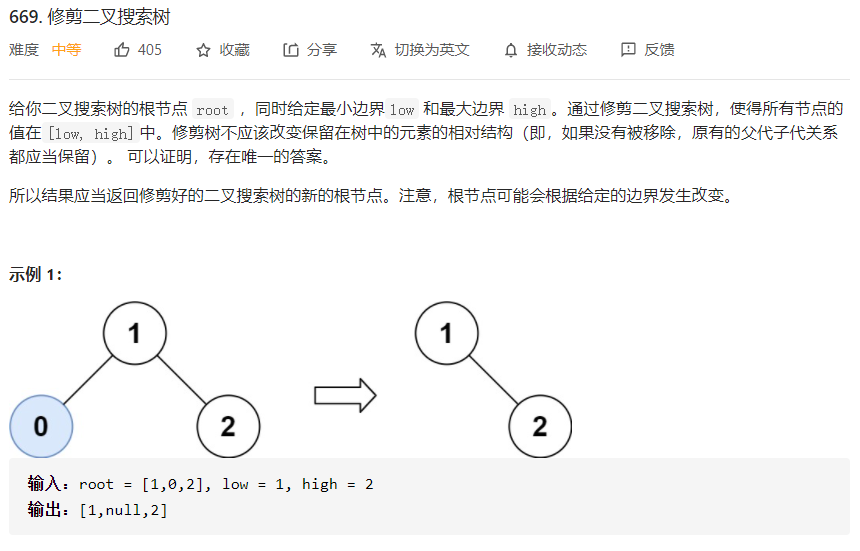 669. 修剪二叉搜索树
难度 中等 405 收藏 分享 切换为英文 接收动态 反馈
给你二叉搜索树的根节点 root ，同时给定最小边界 low 和最大边界 high。通过修剪二叉搜索树，使得所有节点的
值在 [low, high] 中。修剪树不应该改变保留在树中的元素的相对结构（即，如果没有被移除，原有的父代子代关系
都应当保留）。 可以证明，存在唯一的答案。
所以结果应当返回修剪好的二叉搜索树的新的根节点。注意，根节点可能会根据给定的边界发生改变。
示例 1：
1 1
0 2 2
输入：root = [1,0,2], low = 1, high = 2
输出：[1,null,2]